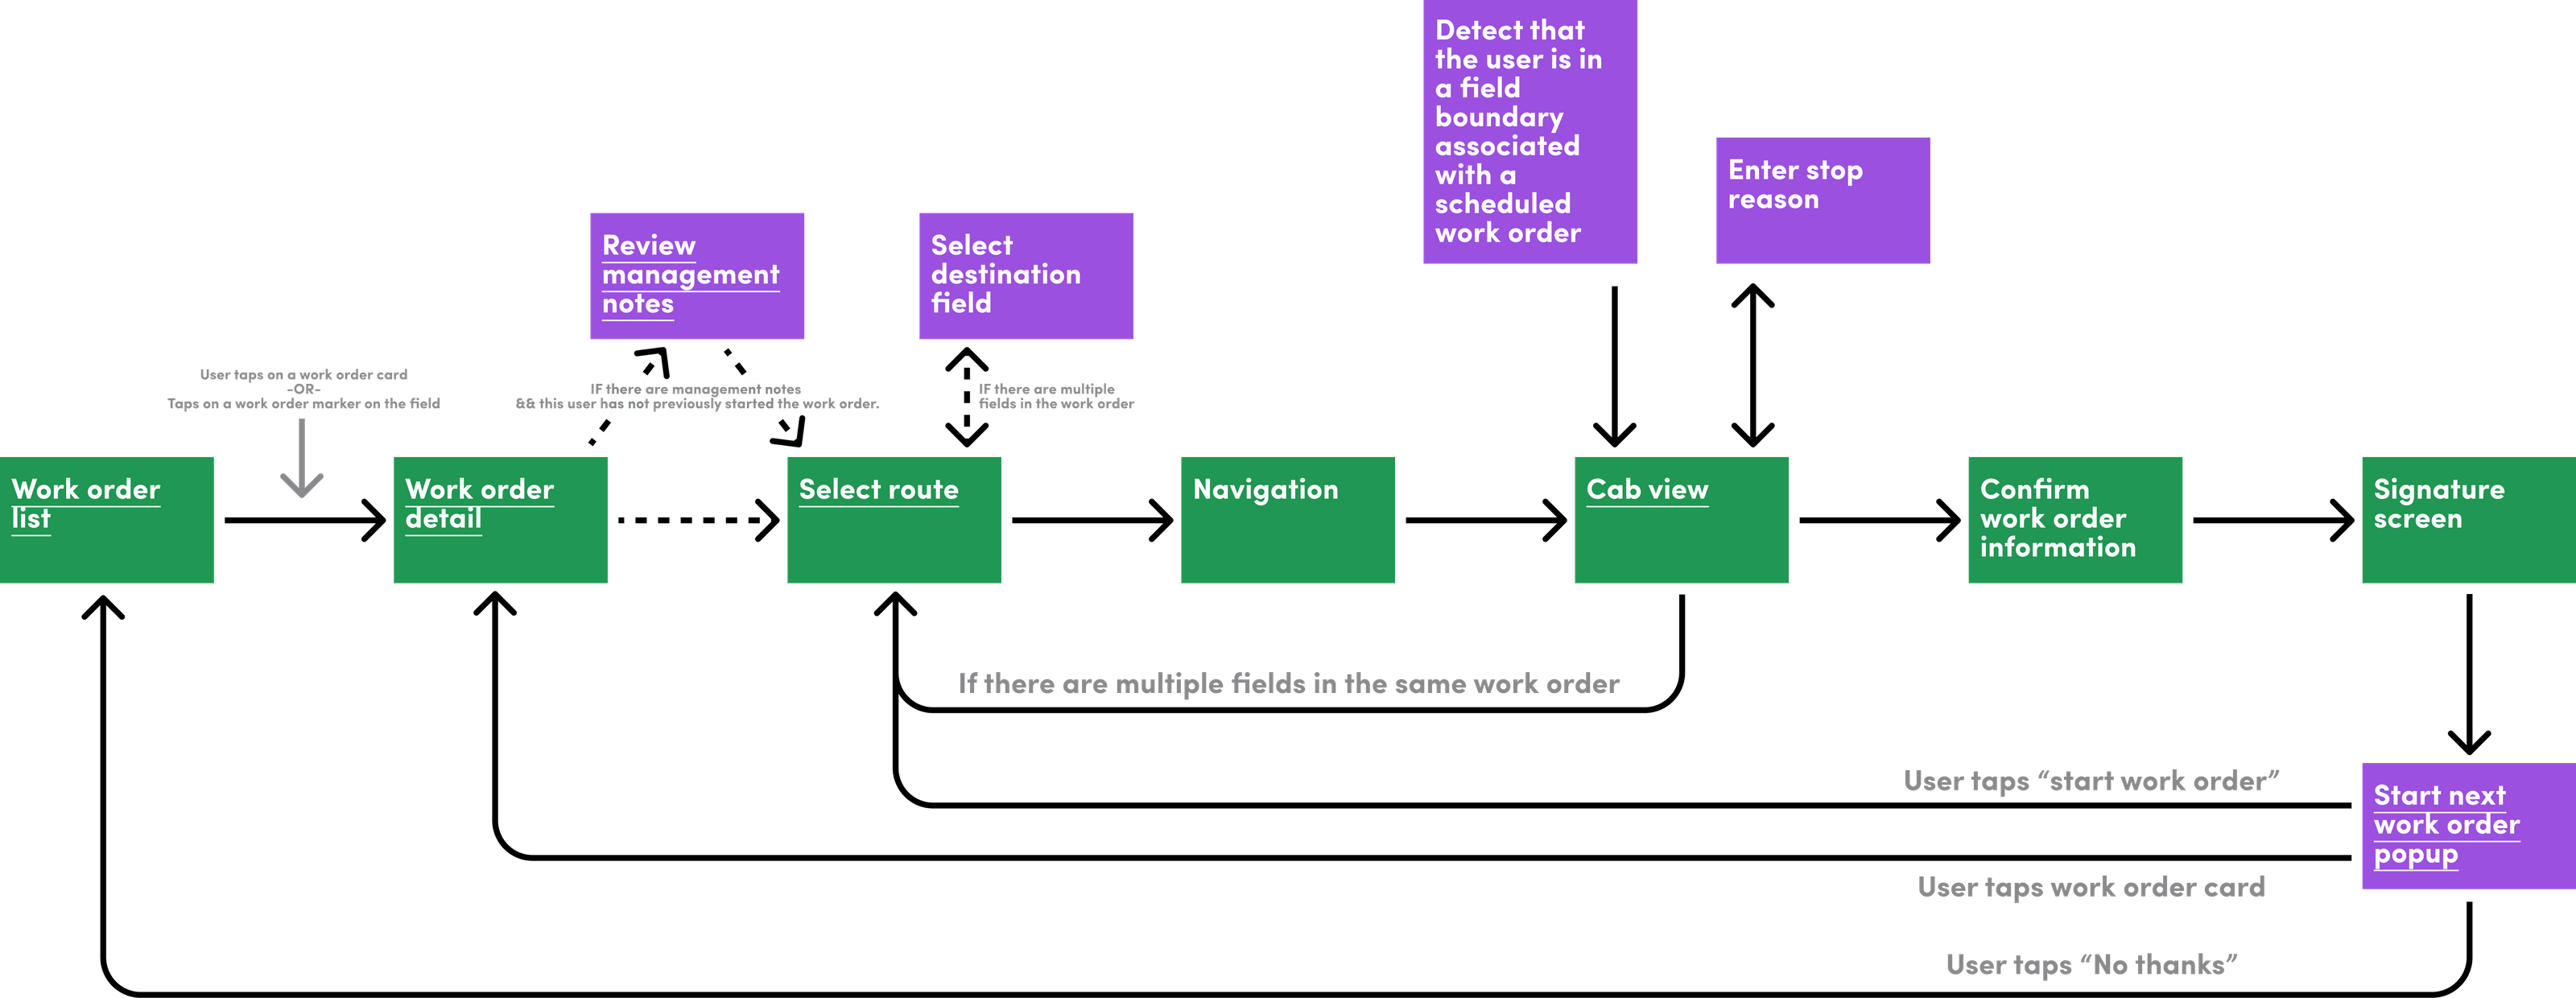 Detect that
the user is in
a field
boundary
associated
with a
scheduled
work order
Enter stop
reason
Review
management
notes
Select
destination
field
User taps on a work order card
-OR-
Taps on a work order marker on the field
IF there are management notes
&& this user has not previously started the work order.
IF there are multiple
fields in the work order
Work order
list
Work order
detail
Select route
Navigation
Cab view
Confirm
work order
information
Signature
screen
If there are multiple fields in the same work order
User taps “start work order”
Start next
work order
popup
User taps work order card
User taps “No thanks”